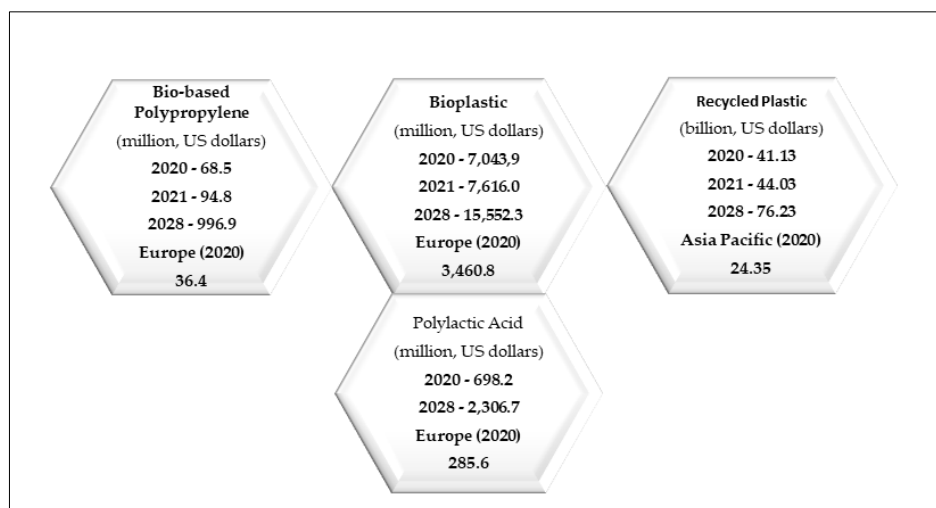 Bio-based
Polypropylene
(million, US dollars)
2020 - 68.5
2021 - 94.8
2028 - 996.9
Europe (2020)
36.4
Bioplastic
(million, US dollars)
2020 - 7,043,9
2021 - 7,616.0
2028 - 15,552.3
Europe (2020)
3,460.8
Recycled Plastic
(billion, US dollars)
2020 - 41.13
2021 - 44.03
2028 - 76.23
Asia Pacific (2020)
24.35
Polylactic Acid
(million, US dollars)
2020 - 698.2
2028 - 2,306.7
Europe (2020)
285.6